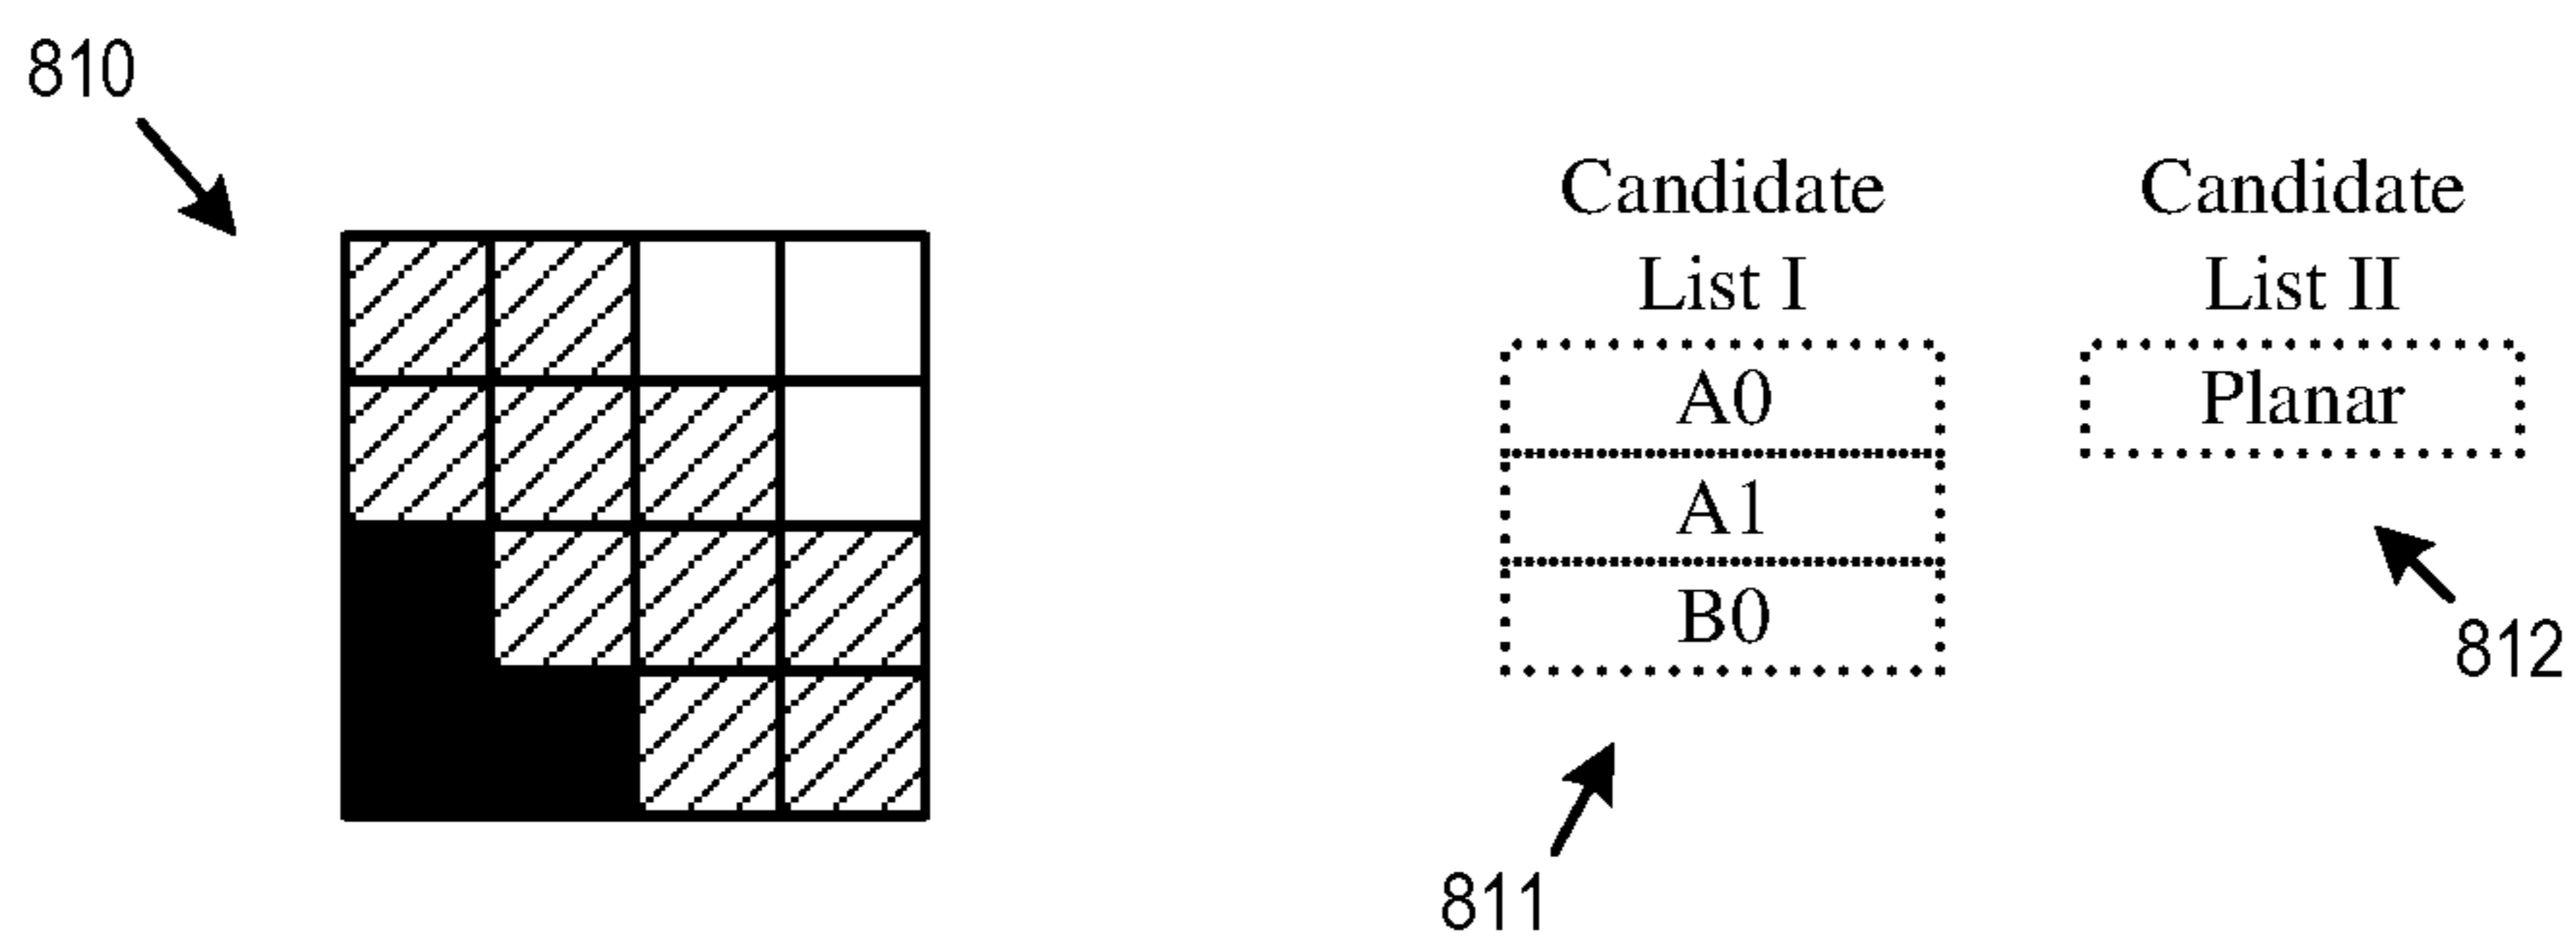 810
Candidate
List I
A0
A1
B0
811
Candidate
List II
Planar
812